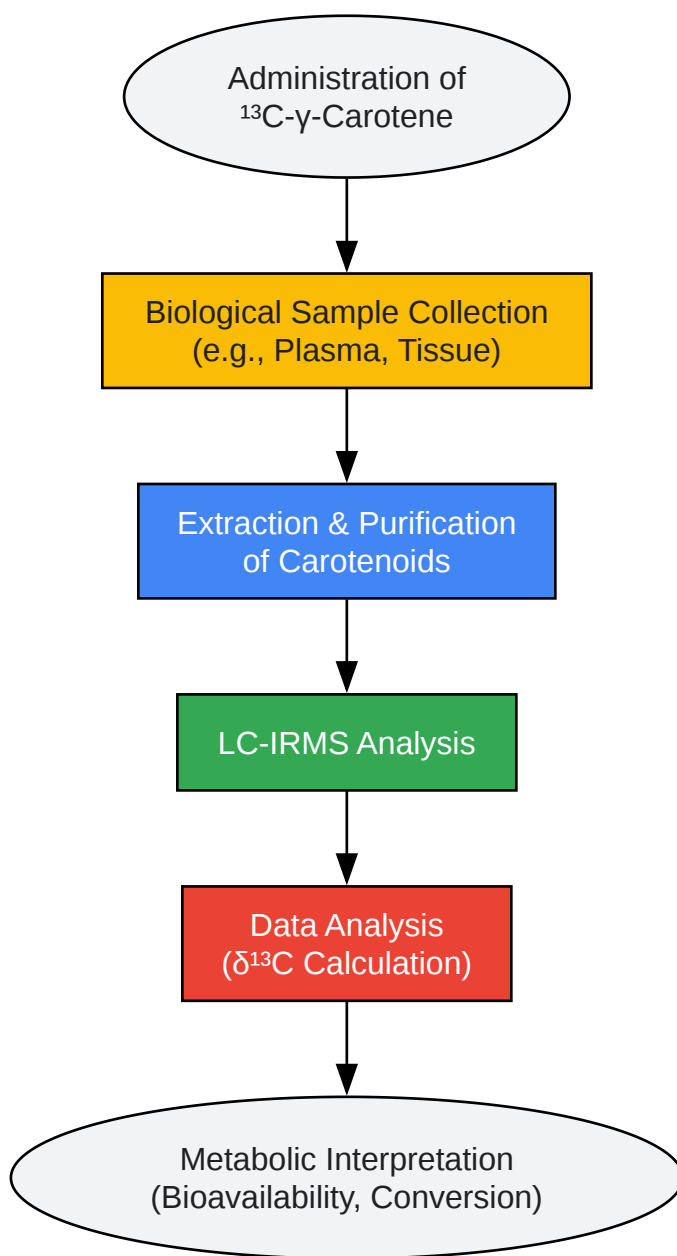 Administration of
¹³C-γ-Carotene
Biological Sample Collection
(e.g., Plasma, Tissue)
Extraction & Purification
of Carotenoids
LC-IRMS Analysis
Data Analysis
(δ¹³C Calculation)
Metabolic Interpretation
(Bioavailability, Conversion)